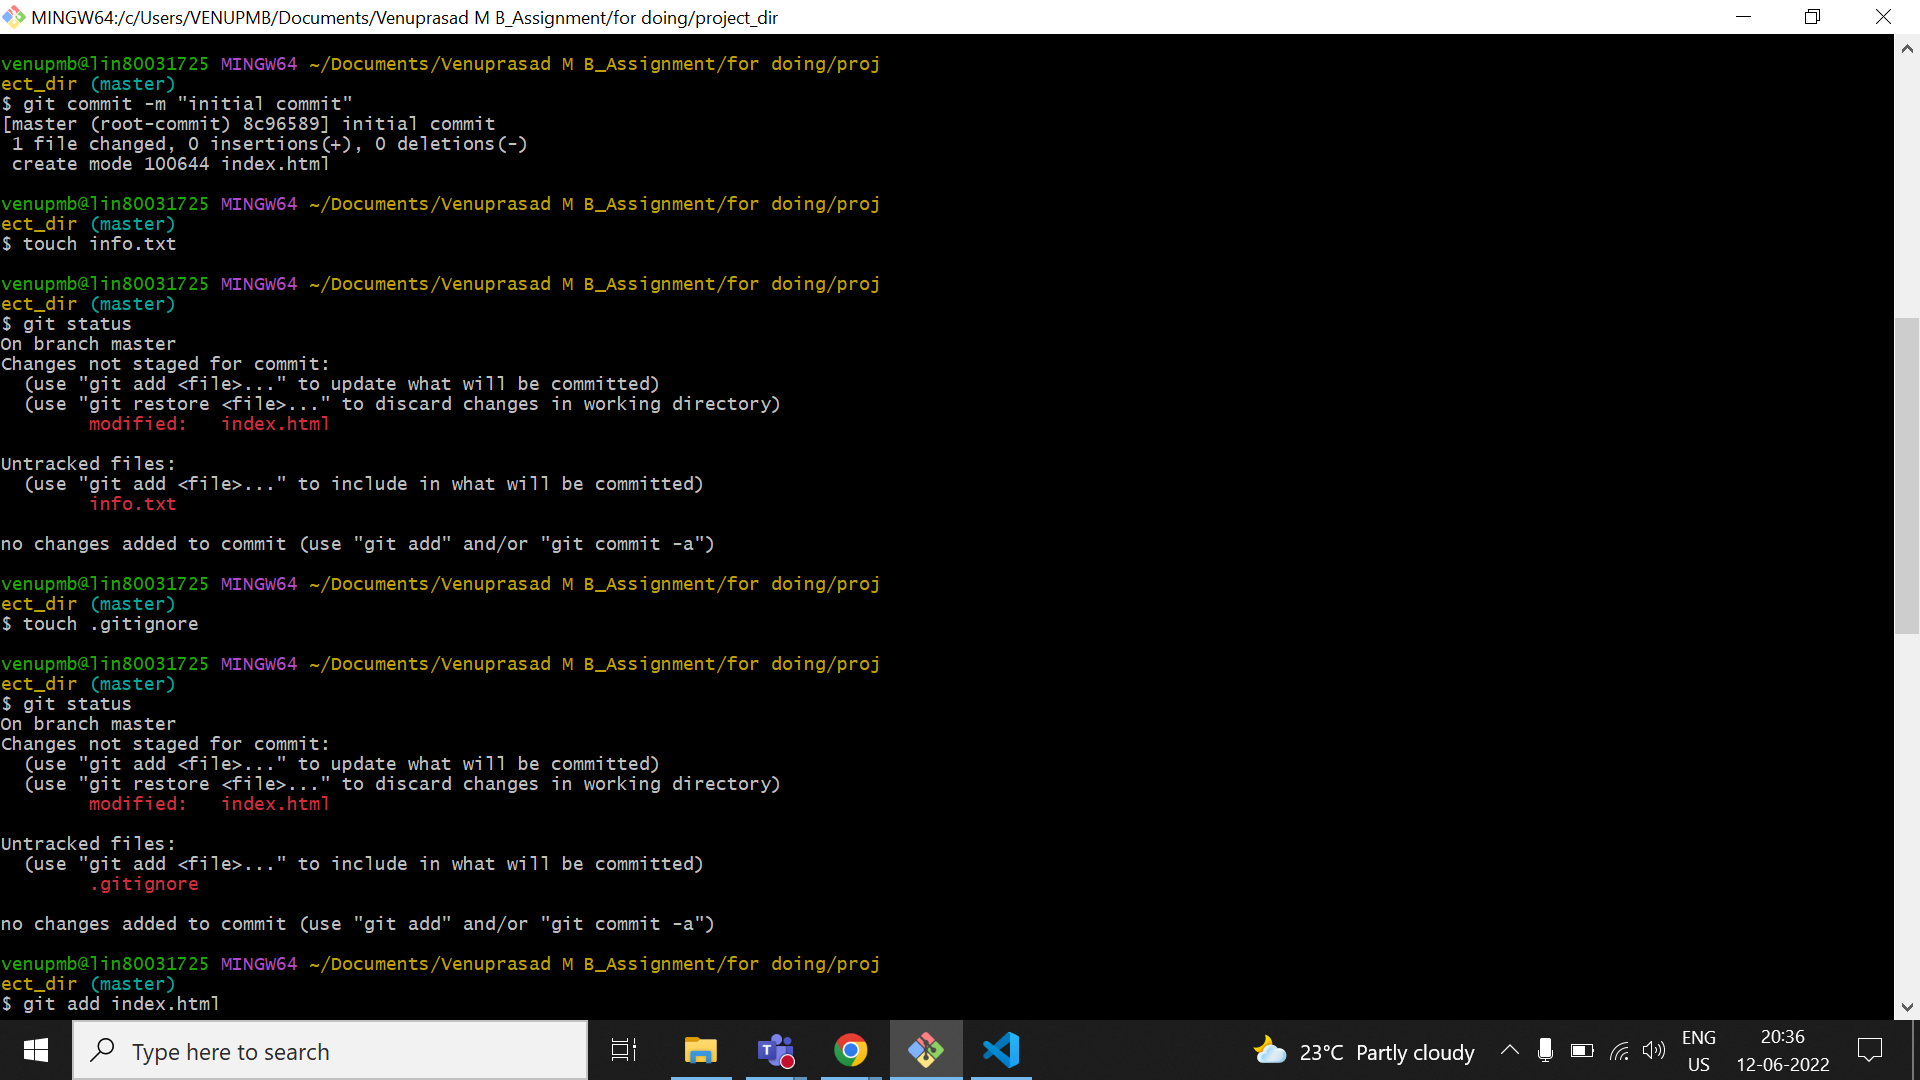 MINGW64:/c/Users/VENUPMB/Documents/Venuprasad M B_Assignment/for doing/project_dir
venupmb@lin80031725 MINGW64 ~/Documents/Venuprasad M B_Assignment/for doing/proj
ect_dir (master)
$ git commit -m "initial commit"
[master (root-commit) 8c96589] initial commit
 1 file changed, 0 insertions(+), 0 deletions(-)
 create mode 100644 index.html
venupmb@lin80031725 MINGW64 ~/Documents/Venuprasad M B_Assignment/for doing/proj
ect_dir (master)
$ touch info.txt
venupmb@lin80031725 MINGW64 ~/Documents/Venuprasad M B_Assignment/for doing/proj
ect_dir (master)
$ git status
On branch master
Changes not staged for commit:
  (use "git add <file>..." to update what will be committed)
  (use "git restore <file>..." to discard changes in working directory)
        modified:   index.html
Untracked files:
  (use "git add <file>..." to include in what will be committed)
        info.txt
no changes added to commit (use "git add" and/or "git commit -a")
venupmb@lin80031725 MINGW64 ~/Documents/Venuprasad M B_Assignment/for doing/proj
ect_dir (master)
$ touch .gitignore
venupmb@lin80031725 MINGW64 ~/Documents/Venuprasad M B_Assignment/for doing/proj
ect_dir (master)
$ git status
On branch master
Changes not staged for commit:
  (use "git add <file>..." to update what will be committed)
  (use "git restore <file>..." to discard changes in working directory)
        modified:   index.html
Untracked files:
  (use "git add <file>..." to include in what will be committed)
        .gitignore
no changes added to commit (use "git add" and/or "git commit -a")
venupmb@lin80031725 MINGW64 ~/Documents/Venuprasad M B_Assignment/for doing/proj
ect_dir (master)
$ git add index.html
Type here to search
23°C Partly cloudy
ENG
US
20:36
12-06-2022